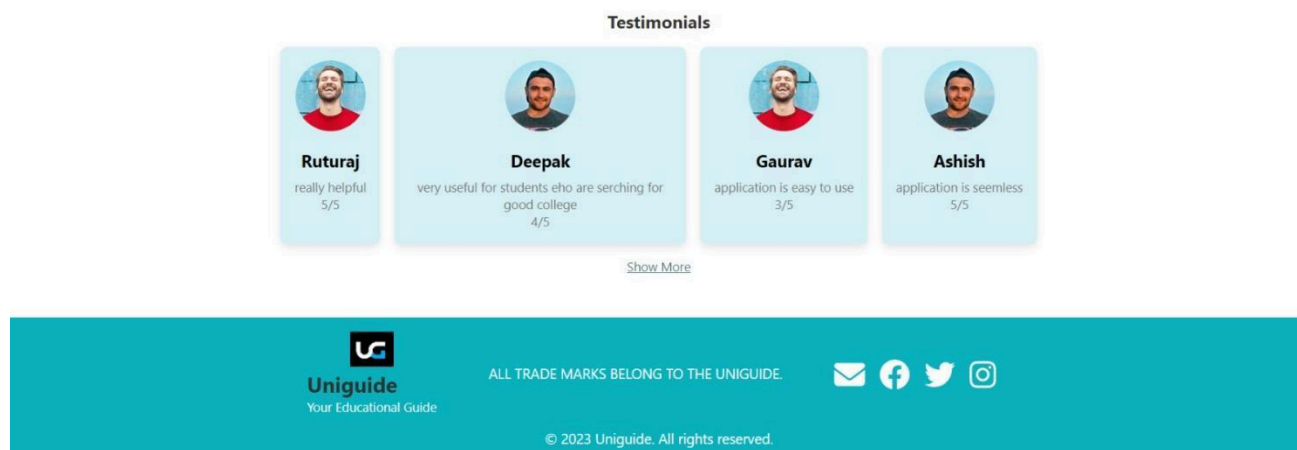 Testimonials
Ruturaj
really helpful
5/5
Deepak
very useful for students eho are serching for
good college
4/5
Gaurav
application is easy to use
3/5
Ashish
application is seemless
5/5
Show More
UG
Uniguide
Your Educational Guide
ALL TRADE MARKS BELONG TO THE UNIGUIDE.
© 2023 Uniguide. All rights reserved.